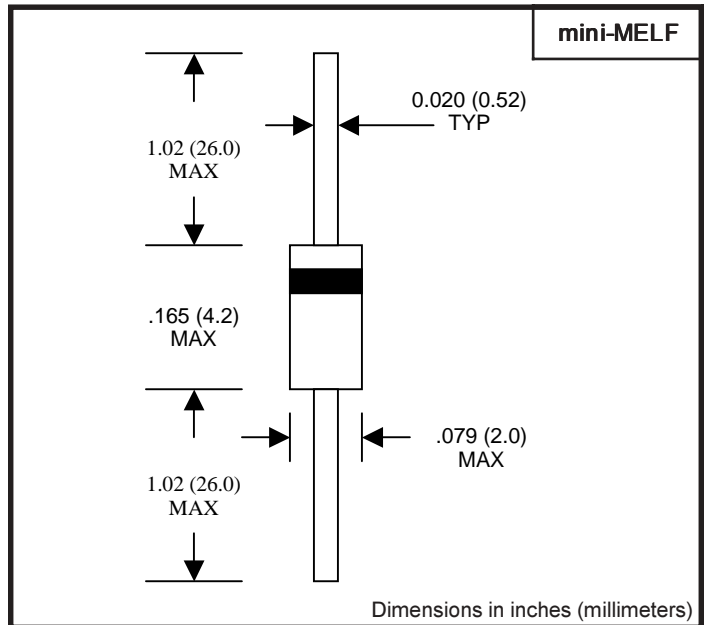 mini-MELF
0.020 (0.52)
TYP
1.02 (26.0)
MAX
.165 (4.2)
MAX
.079 (2.0)
MAX
1.02 (26.0)
MAX
Dimensions in inches (millimeters)